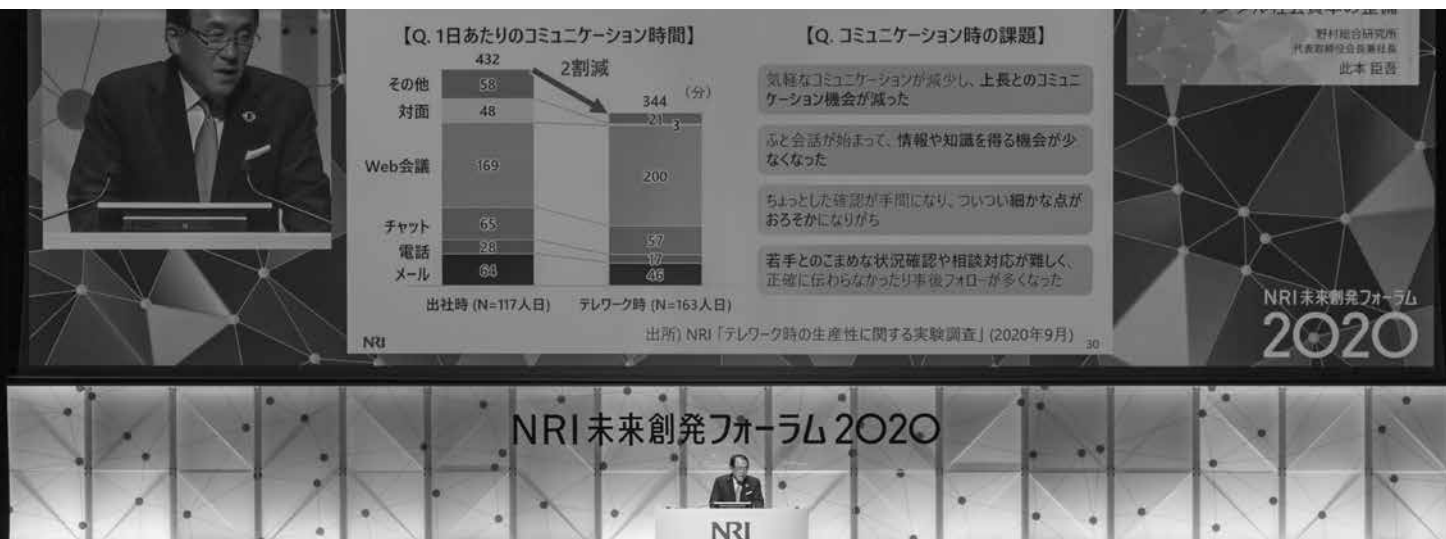 【Q. 1日あたりのコミュニケーション時間】
432
2割減
344
(分)
その他
58
21
対面
48
3
Web会議
169
200
チャット
65
57
電話
28
17
メール
64
46
出社時 (N=117人日)
テレワーク時 (N=163人日)
【Q. コミュニケーション時の課題】
気軽なコミュニケーションが減少し、上長とのコミュニ
ケーション機会が減った
ふと会話が始まって、情報や知識を得る機会が少
なくなった
ちょっとした確認が手間になり、ついつい細かな点が
おろそかになりがち
若手とのこまめな状況確認や相談対応が難しく、
正確に伝わらなかったり事後フォローが多くなった
出所) NRI「テレワーク時の生産性に関する実験調査」(2020年9月)
NRI
30
野村総合研究所
代表取締役会長兼社長
此本 臣吾
NRI未来創発フォーラム
2020
NRI未来創発フォーラム2020
NRI